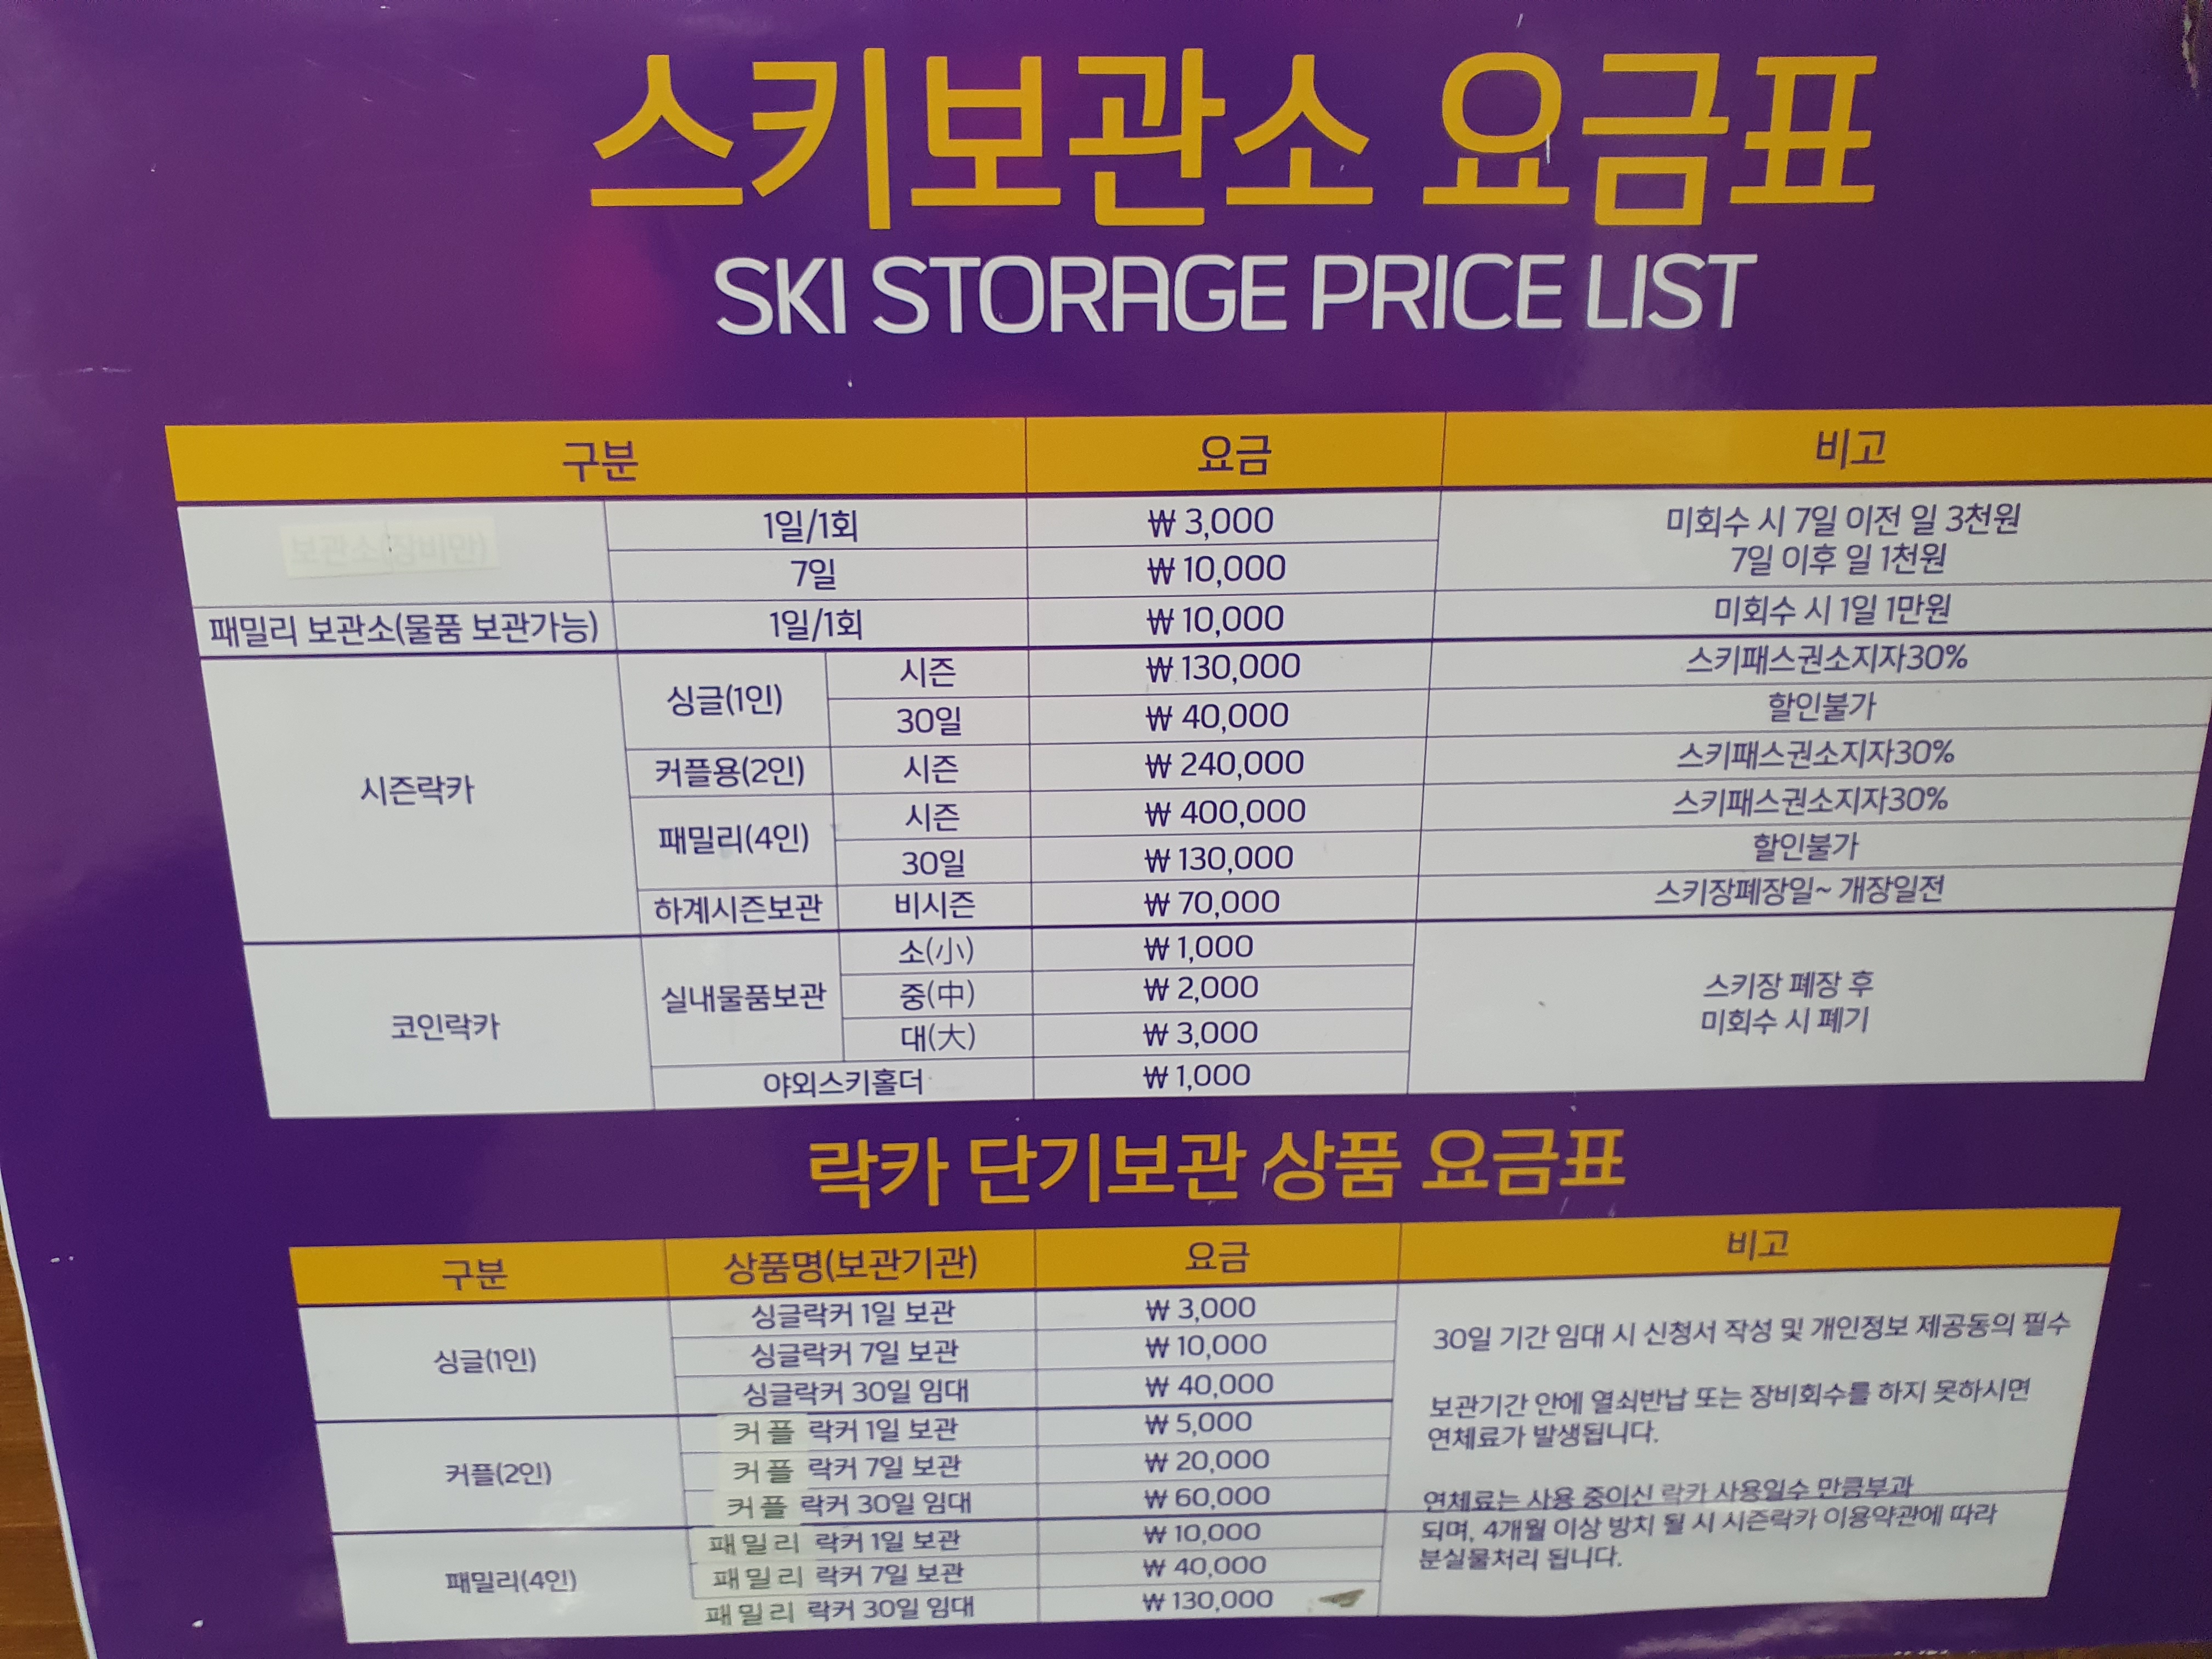 스키보관소 요금표
SKI STORAGE PRICE LIST
구분 요금 비고
보관소(장비만) 1일/1회 ₩ 3,000 미회수 시 7일 이전 일 3천원
7일 ₩ 10,000 7일 이후 일 1천원
패밀리 보관소(물품 보관가능) 1일/1회 ₩ 10,000 미회수 시 1일 1만원
시즌락카 싱글(1인) 시즌 ₩ 130,000 스키패스권소지자30%
30일 ₩ 40,000 할인불가
커플용(2인) 시즌 ₩ 240,000 스키패스권소지자30%
패밀리(4인) 시즌 ₩ 400,000 스키패스권소지자30%
30일 ₩ 130,000 할인불가
하계시즌보관 비시즌 ₩ 70,000 스키장폐장일~ 개장일전
코인락카 실내물품보관 소(小) ₩ 1,000
중(中) ₩ 2,000 스키장 폐장 후
대(大) ₩ 3,000 미회수 시 폐기
야외스키홀더 ₩ 1,000
락카 단기보관 상품 요금표
구분 상품명(보관기관) 요금 비고
싱글(1인) 싱글락커 1일 보관 ₩ 3,000
싱글락커 7일 보관 ₩ 10,000
싱글락커 30일 임대 ₩ 40,000
커플(2인) 커플 락커 1일 보관 ₩ 5,000
커플 락커 7일 보관 ₩ 20,000
커플 락커 30일 임대 ₩ 60,000
패밀리(4인) 패밀리 락커 1일 보관 ₩ 10,000
패밀리 락커 7일 보관 ₩ 40,000
패밀리 락커 30일 임대 ₩ 130,000
30일 기간 임대 시 신청서 작성 및 개인정보 제공동의 필수
보관기간 안에 열쇠반납 또는 장비회수를 하지 못하시면
연체료가 발생됩니다.
연체료는 사용 중이신 락카 사용일수 만큼부과
되며, 4개월 이상 방치 될 시 시즌락카 이용약관에 따라
분실물처리 됩니다.